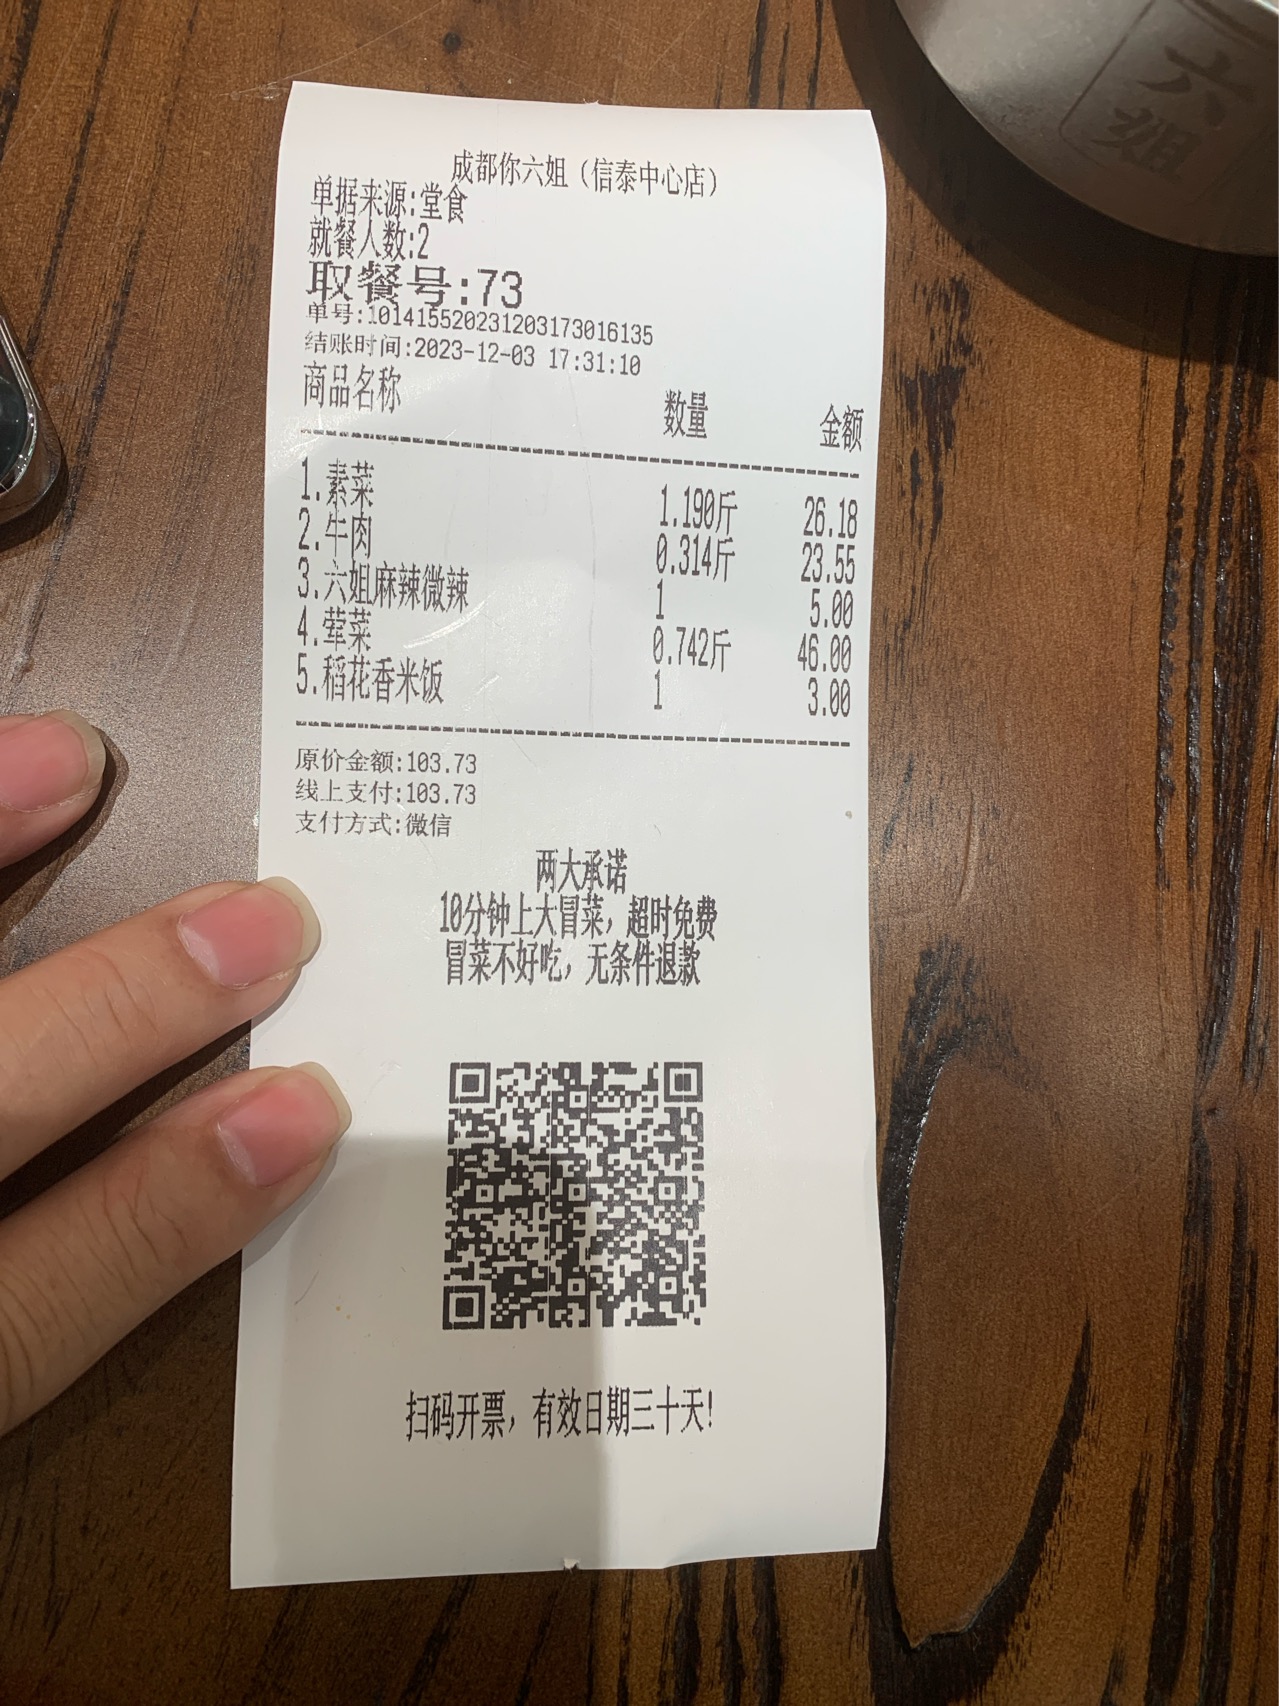 六
姐
成都你六姐（信泰中心店）
单据来源:堂食
就餐人数:2
取餐号:73
单号:101415520231203173016135
结账时间:2023-12-03 17:31:10
商品名称 数量 金额
1.素菜 1.190斤 26.18
2.牛肉 0.314斤 23.55
3.六姐麻辣微辣 1 5.00
4.荤菜 0.742斤 46.00
5.稻花香米饭 1 3.00
原价金额:103.73
线上支付:103.73
支付方式:微信
两大承诺
10分钟上大冒菜，超时免费
冒菜不好吃，无条件退款
扫码开票，有效日期三十天!